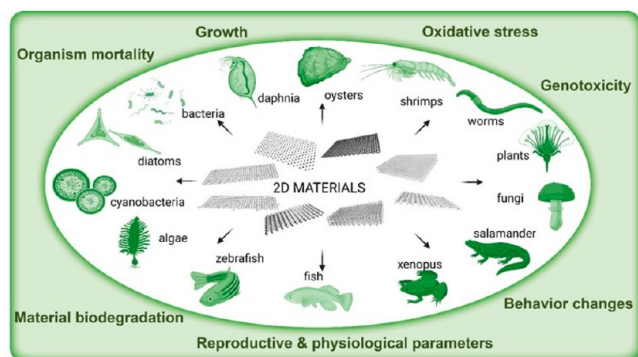 Growth
Oxidative stress
Organism mortality
Genotoxicity
bacteria
daphnia
oysters
shrimps
worms
plants
diatoms
2D MATERIALS
cyanobacteria
fungi
algae
salamander
zebrafish
fish
xenopus
Behavior changes
Material biodegradation
Reproductive & physiological parameters